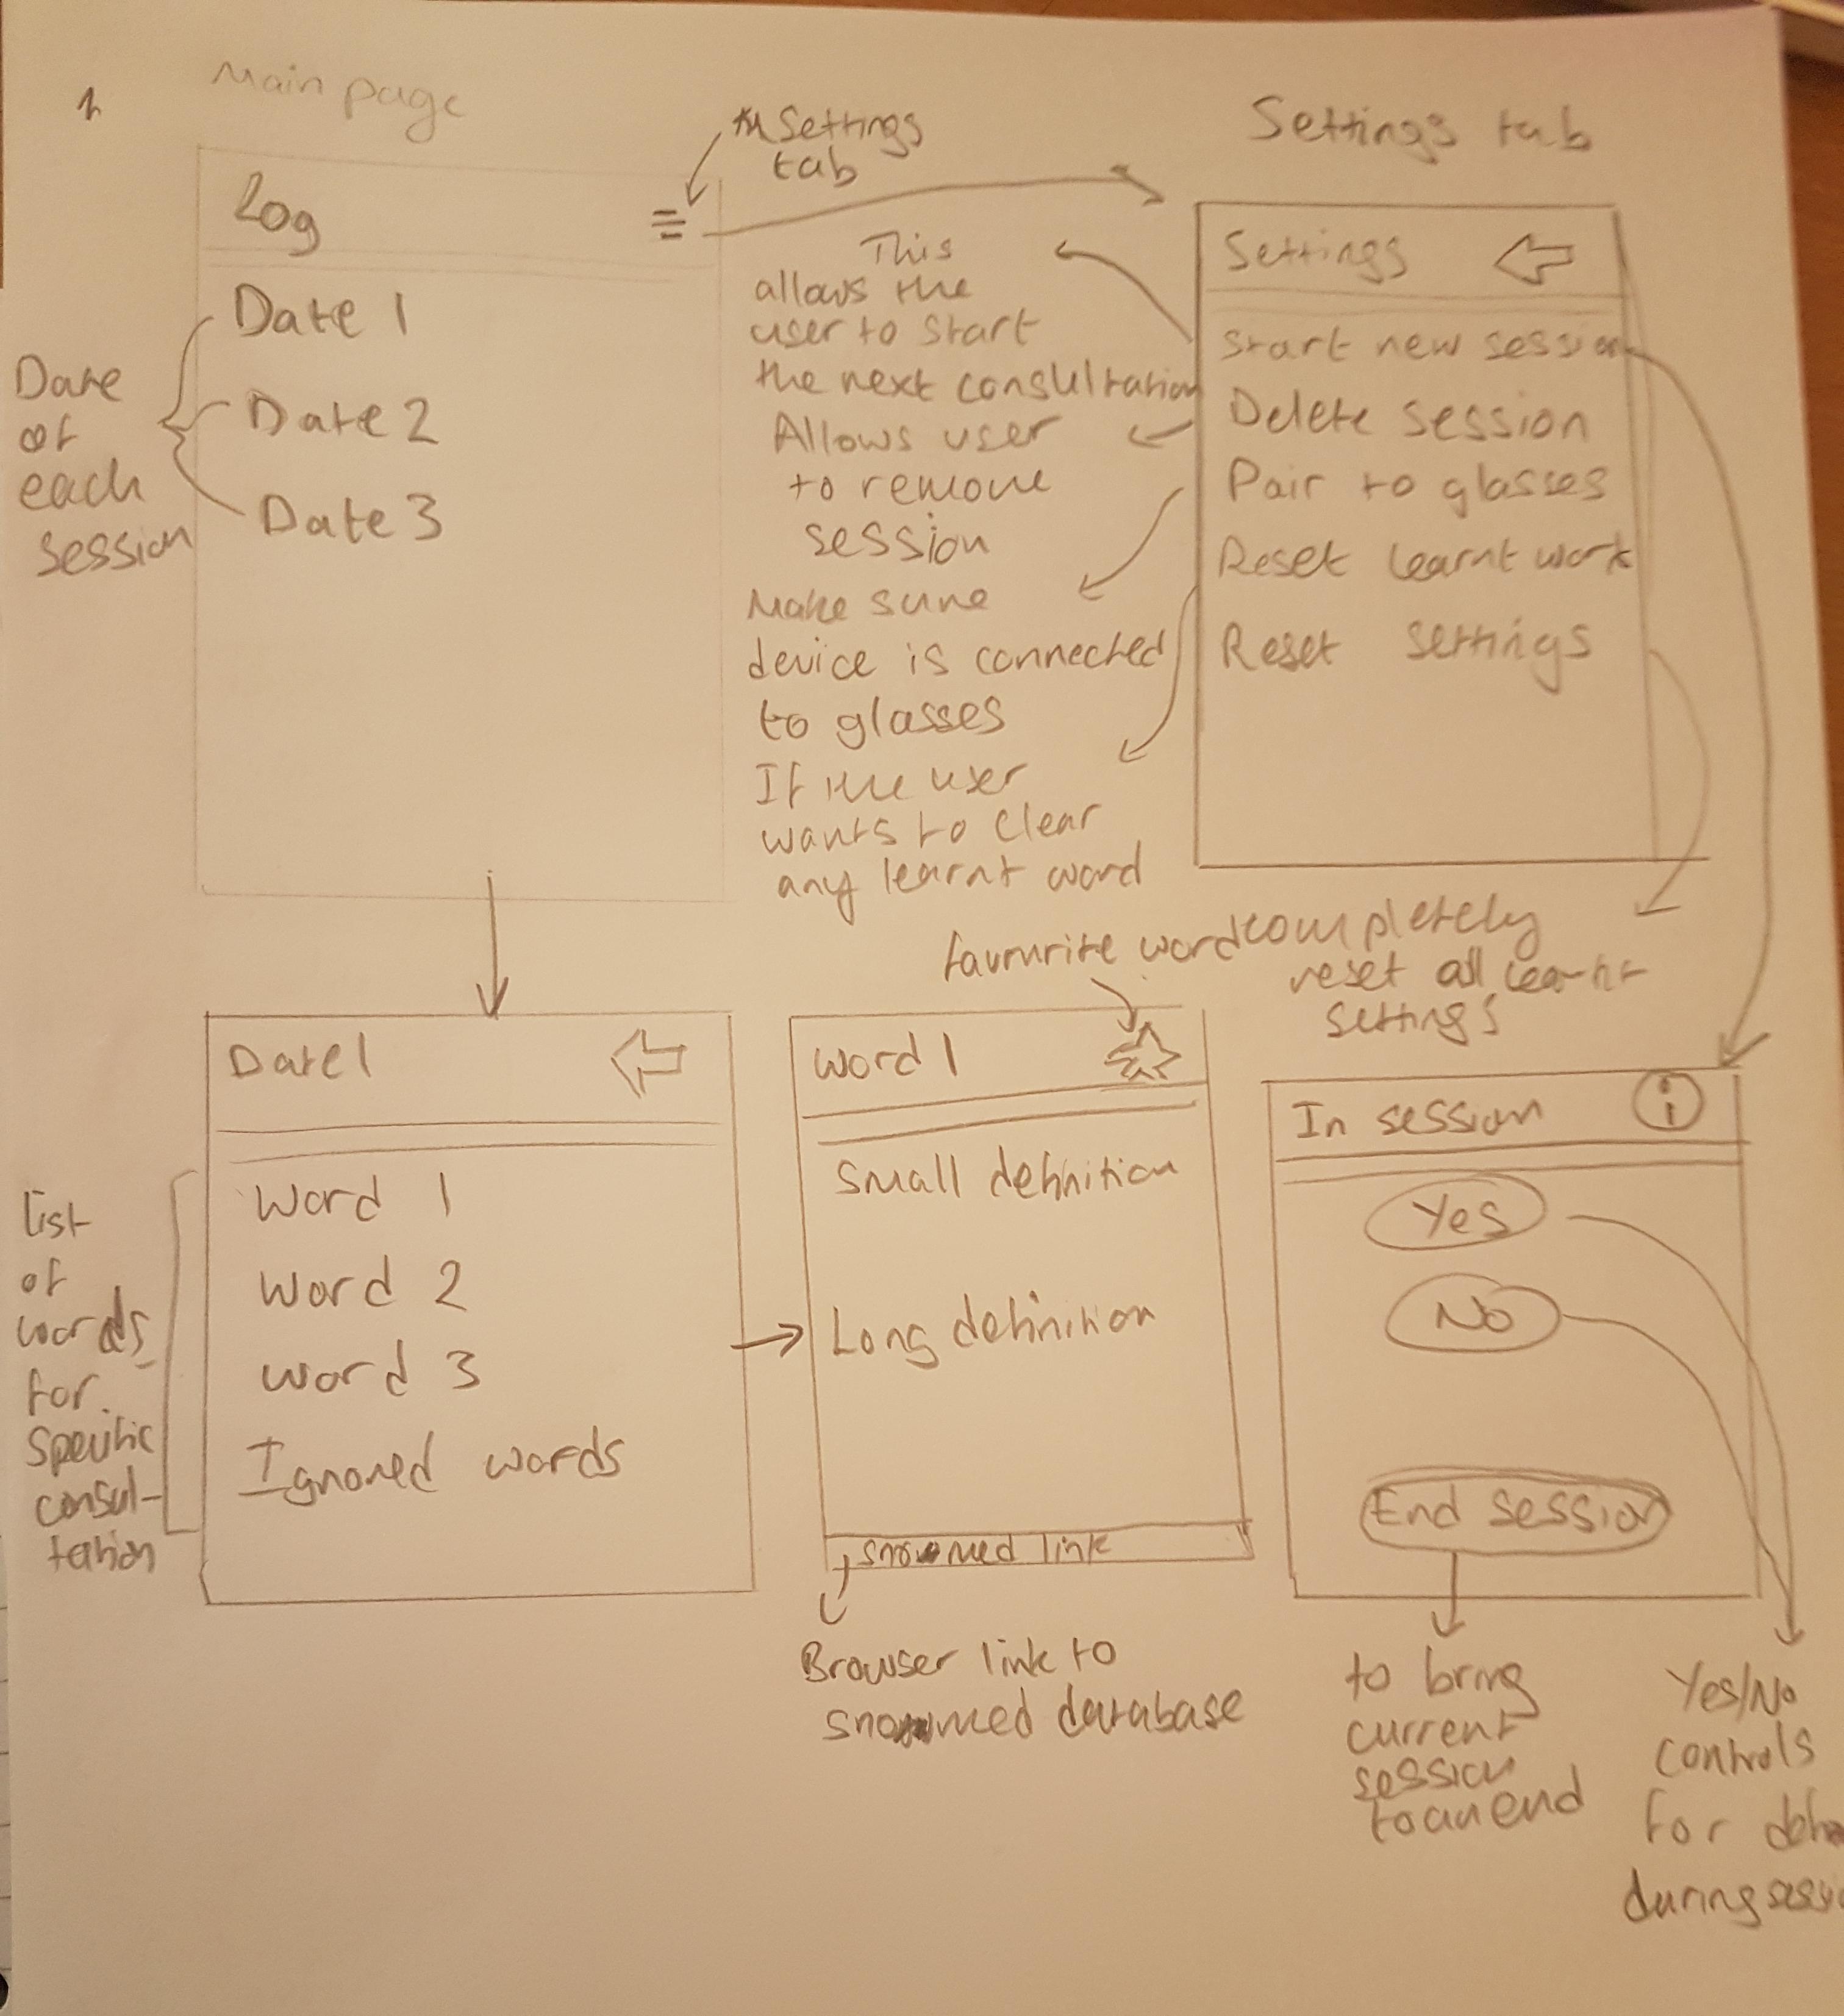 Main page
Log
Settings
tab
Date 1
Date 2
Date 3
Date
of
each
session
Settings tab
Settings
Start new session
Delete session
Pair to glasses
Reset learnt work
Reset settings
This
allows the
user to start
the next consultation
Allows user
to remove
session
Make sure
device is connected
to glasses
If the user
wants to clear
any learnt word
completely
reset all learnt
settings
Date 1
Word 1
Word 2
Word 3
Ignored words
List
of
words
for
specific
consul-
tation
favourite word
Word 1
Small definition
Long definition
snomed link
Browser link to
snomed database
In session
i
Yes
No
End session
to bring
current
session
to an end
Yes/No
controls
for
during